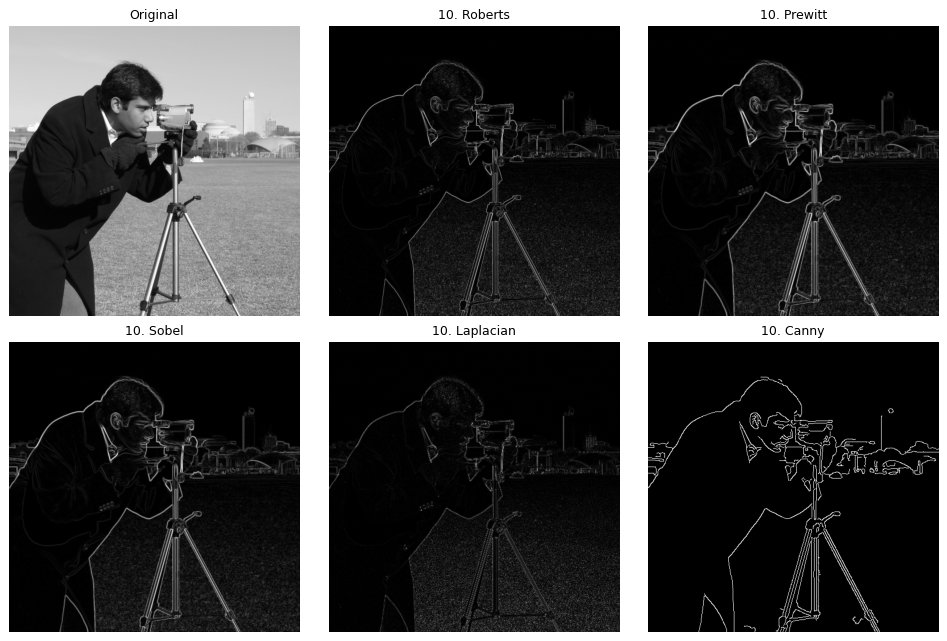 Original
10. Roberts
10. Prewitt
10. Sobel
10. Laplacian
10. Canny